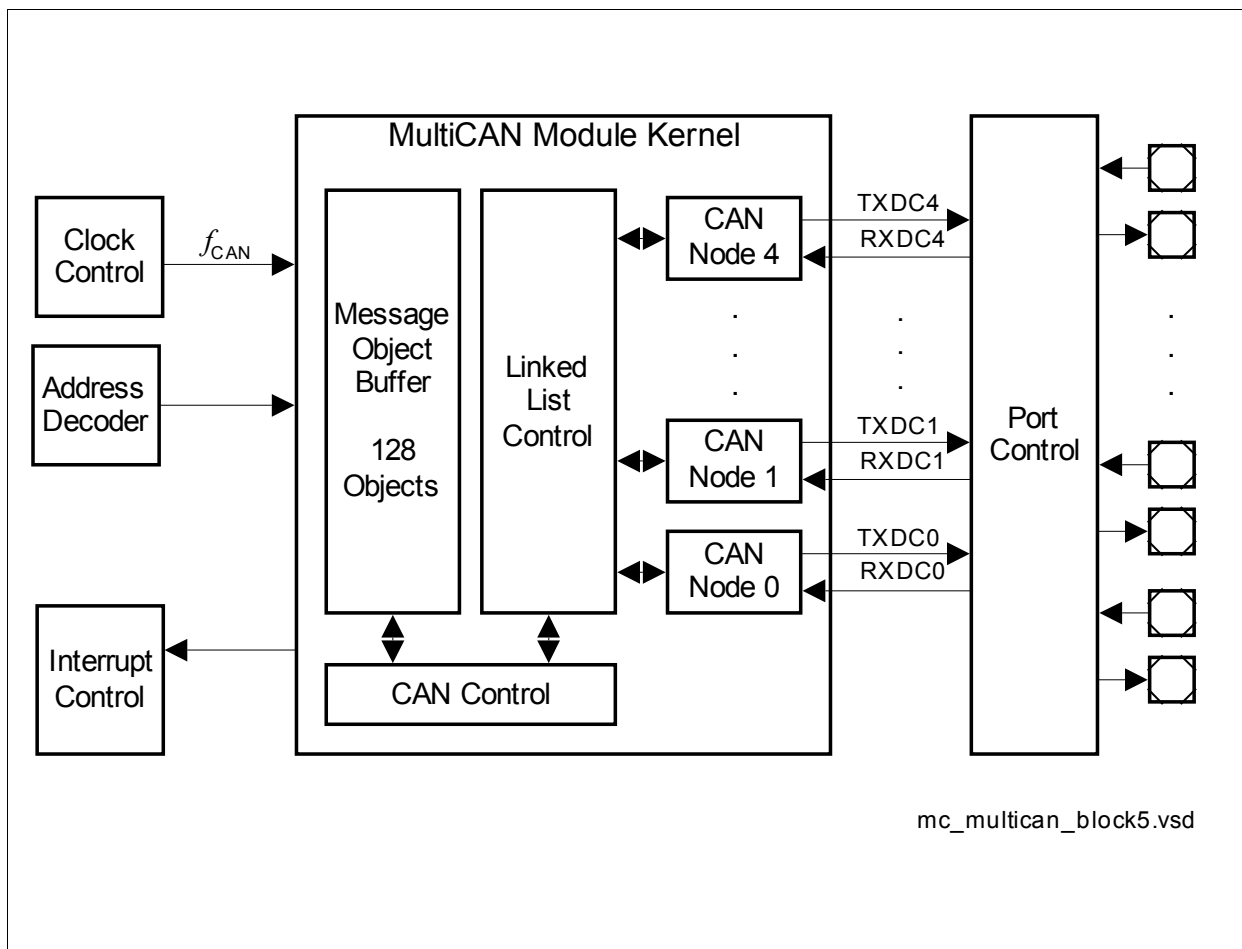 MultiCAN Module Kernel
Clock
Control
fCAN
Address
Decoder
Interrupt
Control
Message
Object
Buffer
128
Objects
Linked
List
Control
CAN Control
CAN
Node 4
CAN
Node 1
CAN
Node 0
TXDC4
RXDC4
TXDC1
RXDC1
TXDC0
RXDC0
Port
Control
mc_multican_block5.vsd